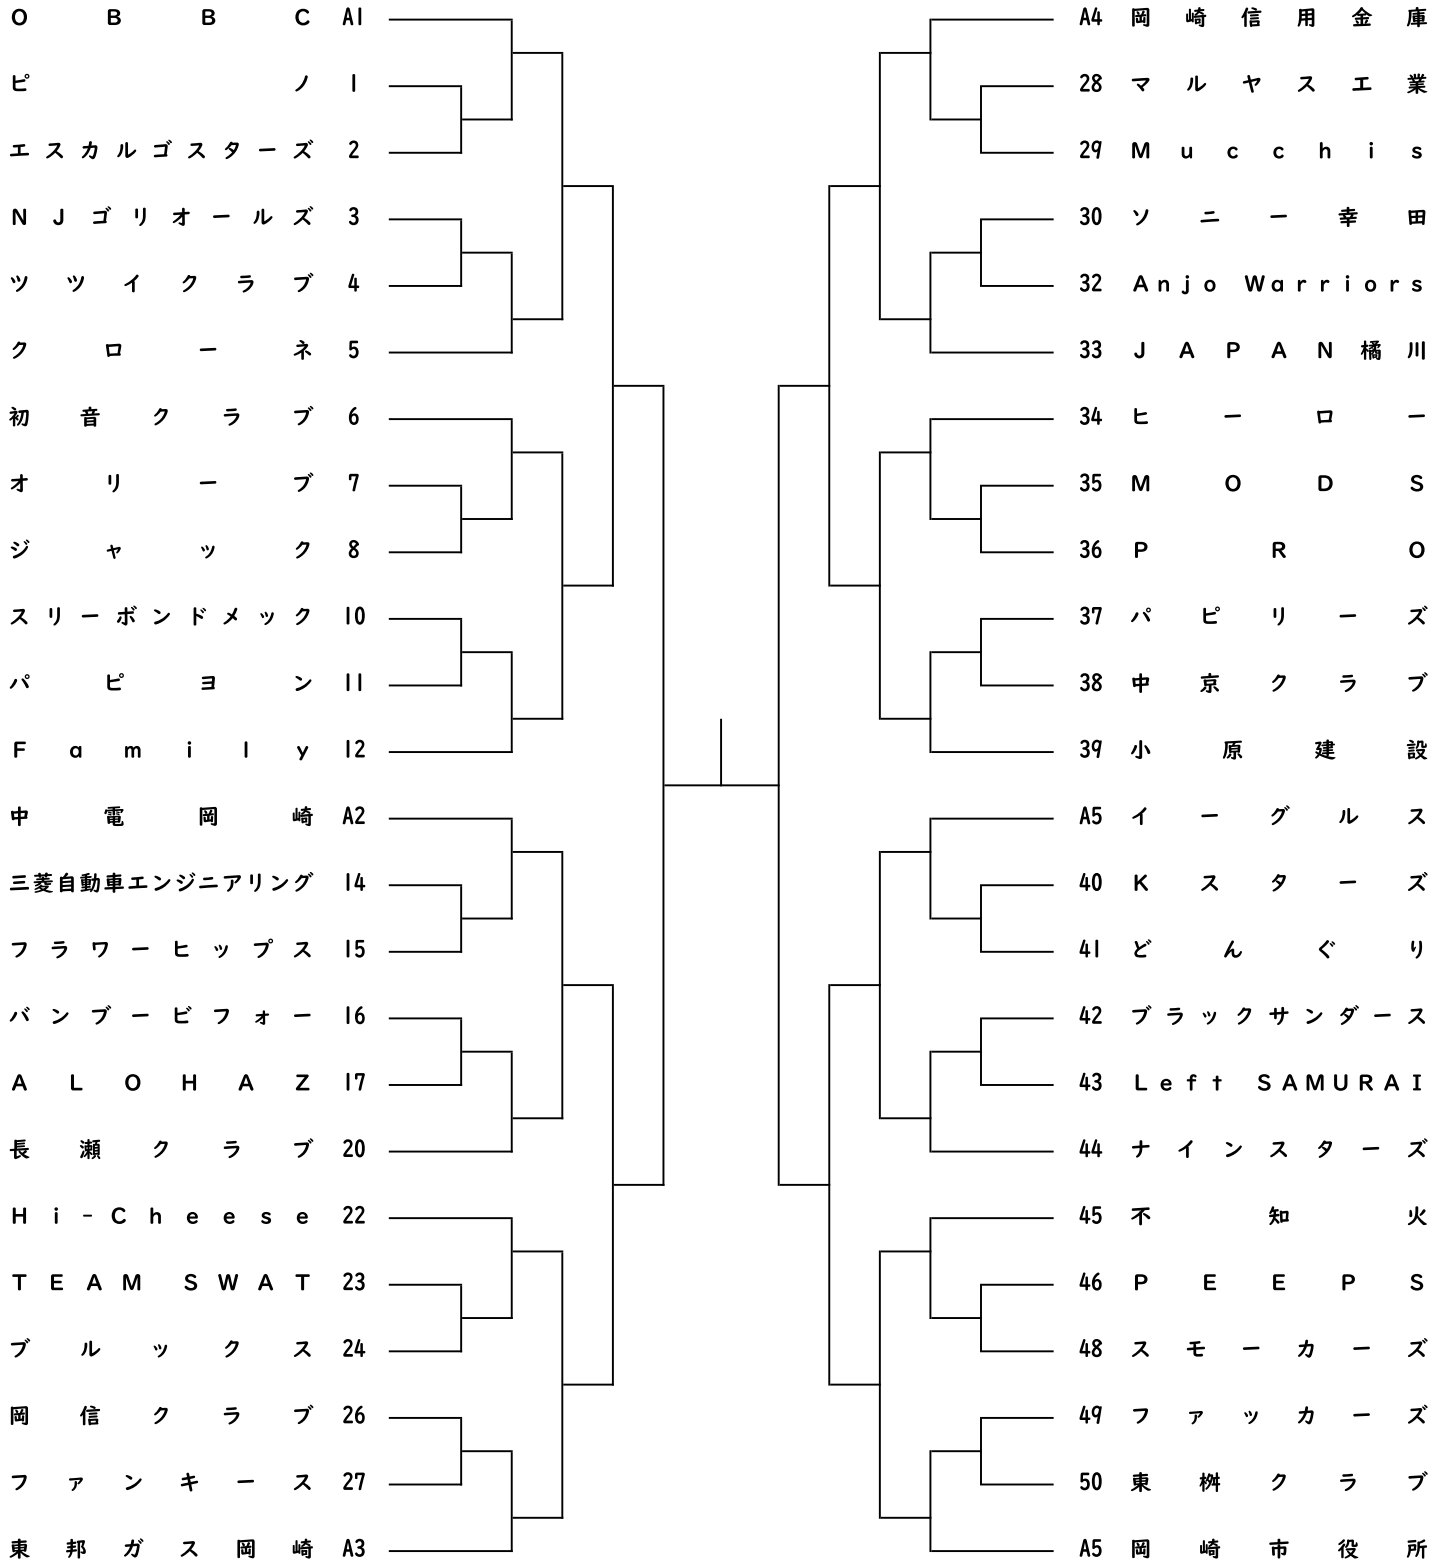 OBBC A1
ピノ 1
エスカルゴスターズ 2
NJゴリオールズ 3
ツツイクラブ 4
クローネ 5
初音クラブ 6
オリーブ 7
ジャック 8
スリーボンドメック 10
パピヨン 11
Family 12
中電岡崎 A2
三菱自動車エンジニアリング 14
フラワーヒップス 15
バンブービフォー 16
ALOHAZ 17
長瀬クラブ 20
Hi-Cheese 22
TEAM SWAT 23
ブルックス 24
岡信クラブ 26
ファンキース 27
東邦ガス岡崎 A3
A4 岡崎信用金庫
28 マルヤス工業
29 Mucchis
30 ソニー幸田
32 Anjo Warriors
33 JAPAN橘川
34 ヒーロー
35 MODS
36 PRO
37 パピリーズ
38 中京クラブ
39 小原建設
A5 イーグルス
40 Kスターズ
41 どんぐり
42 ブラックサンダース
43 Left SAMURAI
44 ナインスターズ
45 不知火
46 PEEPS
48 スモーカーズ
49 ファッカーズ
50 東桝クラブ
A5 岡崎市役所